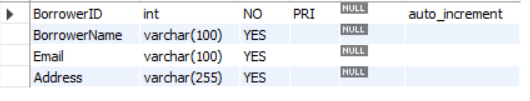 BorrowerID int NO PRI NULL auto_increment
BorrowerName varchar(100) YES NULL
Email varchar(100) YES NULL
Address varchar(255) YES NULL